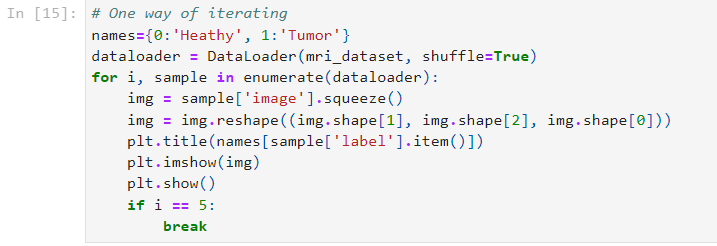 In [15]: # One way of iterating
names={0:'Heathy', 1:'Tumor'}
dataloader = DataLoader(mri_dataset, shuffle=True)
for i, sample in enumerate(dataloader):
    img = sample['image'].squeeze()
    img = img.reshape((img.shape[1], img.shape[2], img.shape[0]))
    plt.title(names[sample['label'].item()])
    plt.imshow(img)
    plt.show()
    if i == 5:
        break